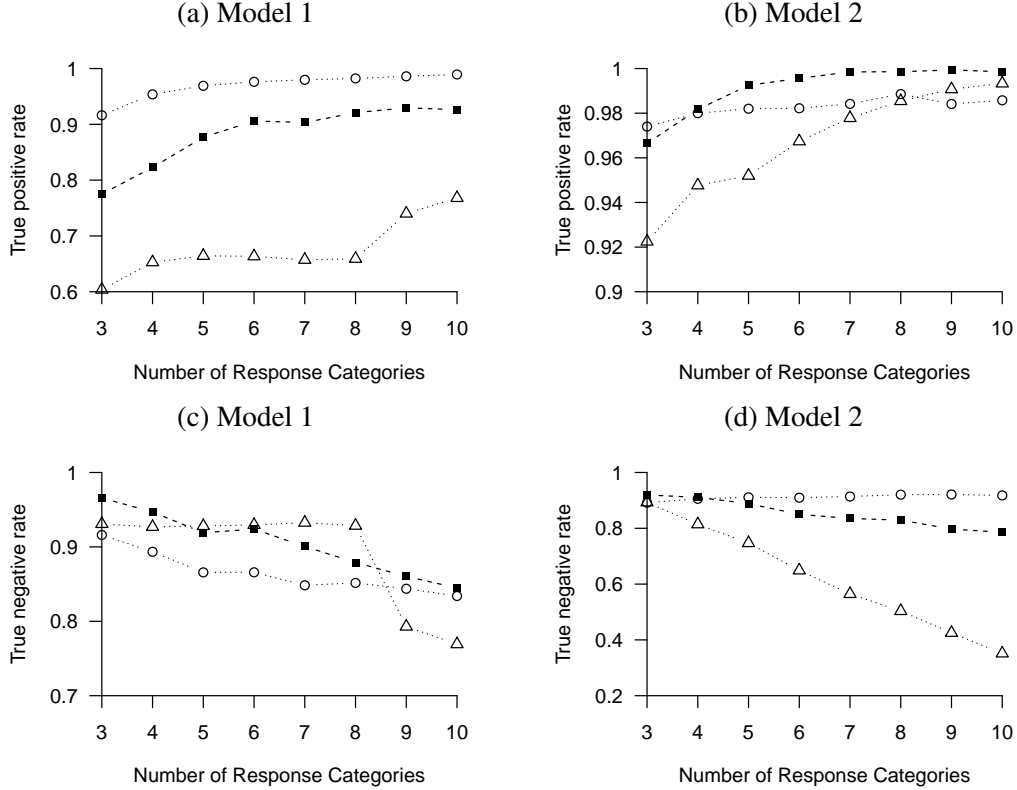 (a) Model 1
True positive rate
1
0.9
0.8
0.7
0.6
3 4 5 6 7 8 9 10
Number of Response Categories
(b) Model 2
True positive rate
1
0.98
0.96
0.94
0.92
0.9
3 4 5 6 7 8 9 10
Number of Response Categories
(c) Model 1
True negative rate
1
0.9
0.8
0.7
3 4 5 6 7 8 9 10
Number of Response Categories
(d) Model 2
True negative rate
1
0.8
0.6
0.4
0.2
3 4 5 6 7 8 9 10
Number of Response Categories